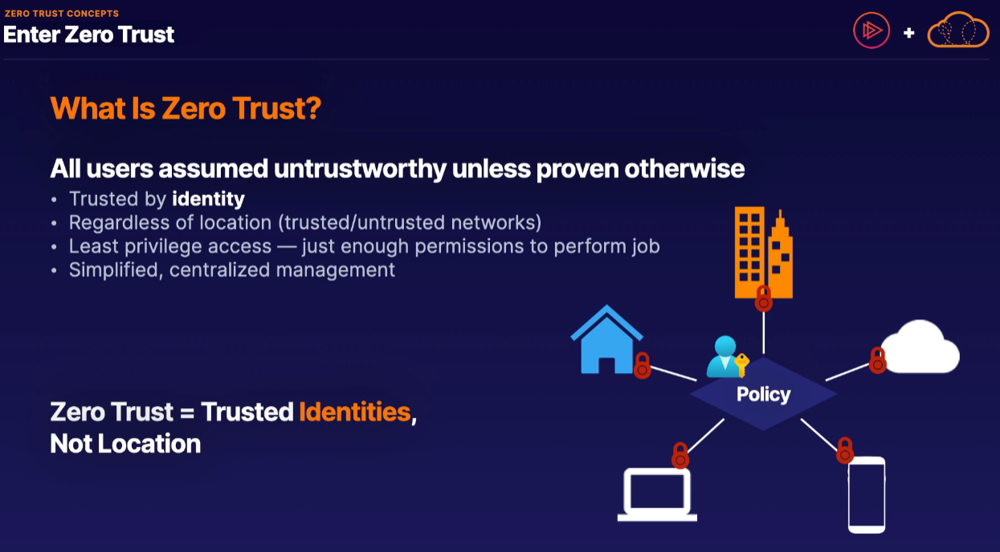 ZERO TRUST CONCEPTS
Enter Zero Trust
+
What Is Zero Trust?
All users assumed untrustworthy unless proven otherwise
• Trusted by identity
• Regardless of location (trusted/untrusted networks)
• Least privilege access — just enough permissions to perform job
• Simplified, centralized management
Policy
Zero Trust = Trusted Identities,
Not Location